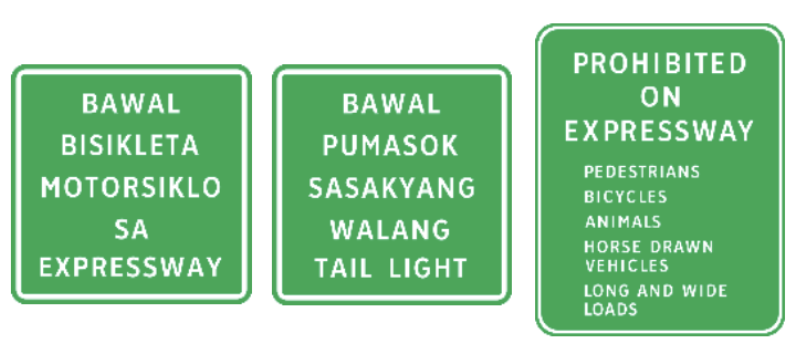 BAWAL
BISIKLETA
MOTORSIKLO
SA
EXPRESSWAY
BAWAL
PUMASOK
SASAKYANG
WALANG
TAIL LIGHT
PROHIBITED
ON
EXPRESSWAY
PEDESTRIANS
BICYCLES
ANIMALS
HORSE DRAWN
VEHICLES
LONG AND WIDE
LOADS